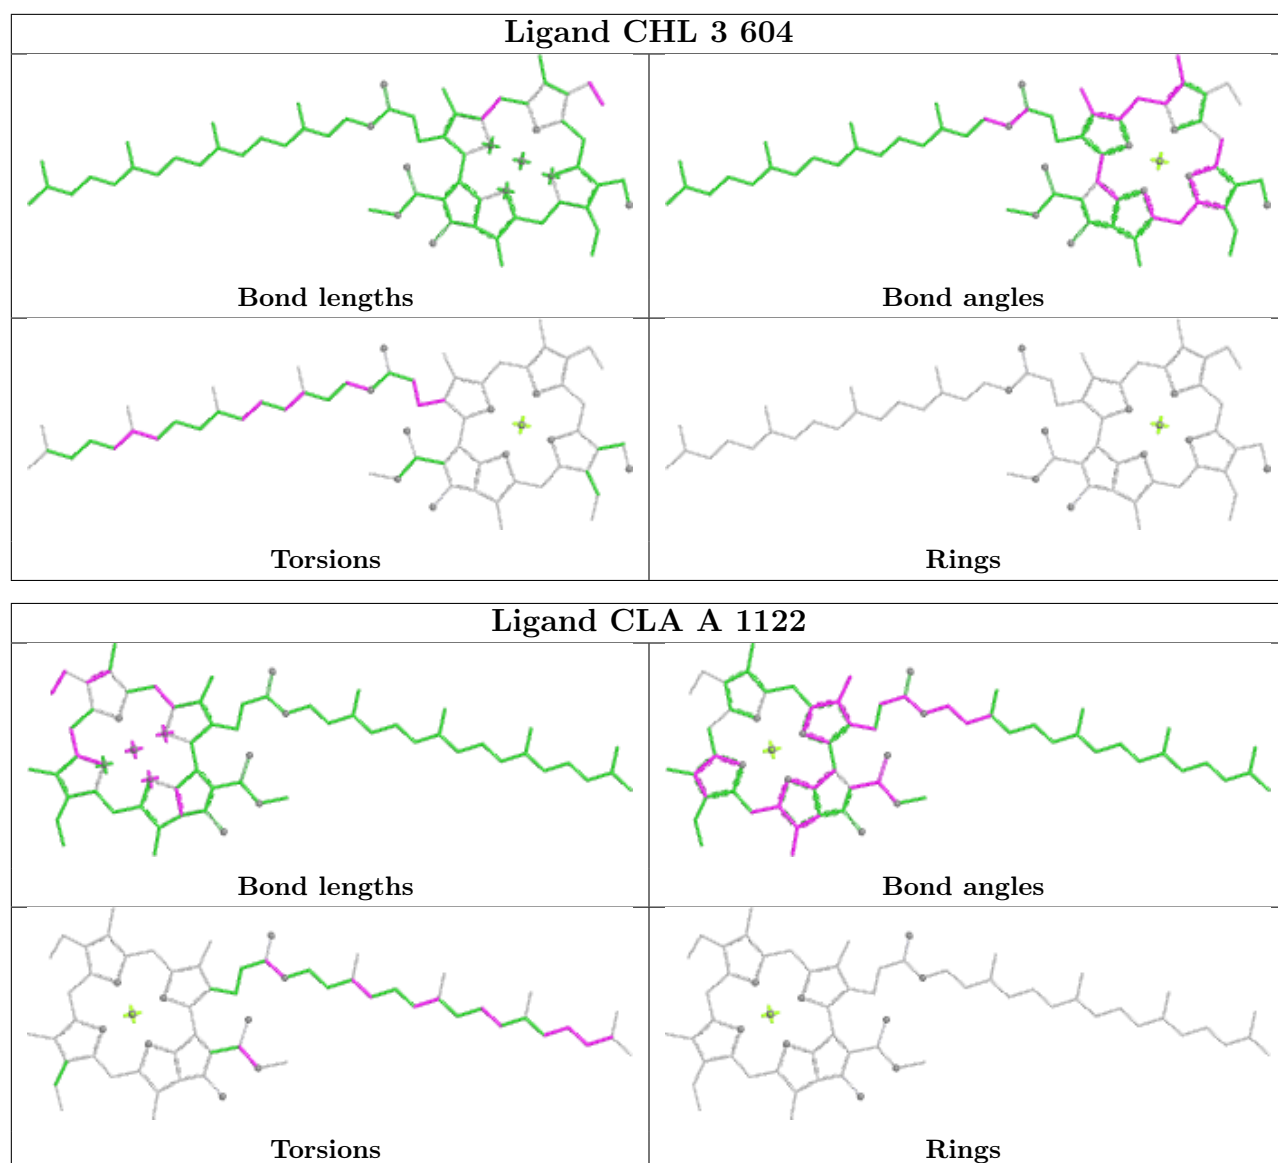 Ligand CHL 3 604
Bond lengths
Bond angles
Torsions
Rings
Ligand CLA A 1122
Bond lengths
Bond angles
Torsions
Rings